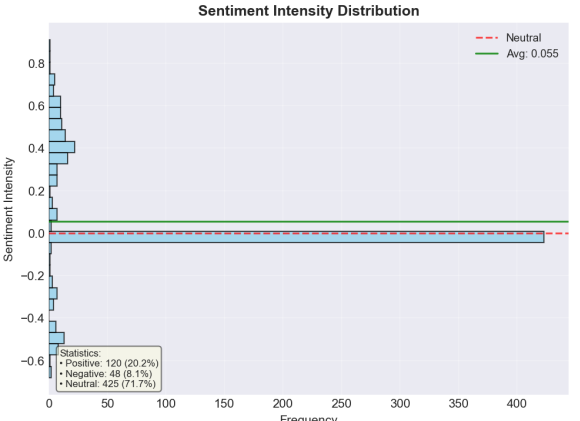 Sentiment Intensity Distribution
Neutral
Avg: 0.055
Sentiment Intensity
0.8
0.6
0.4
0.2
0.0
−0.2
−0.4
−0.6
Statistics:
• Positive: 120 (20.2%)
• Negative: 48 (8.1%)
• Neutral: 425 (71.7%)
0 50 100 150 200 250 300 350 400
Frequency